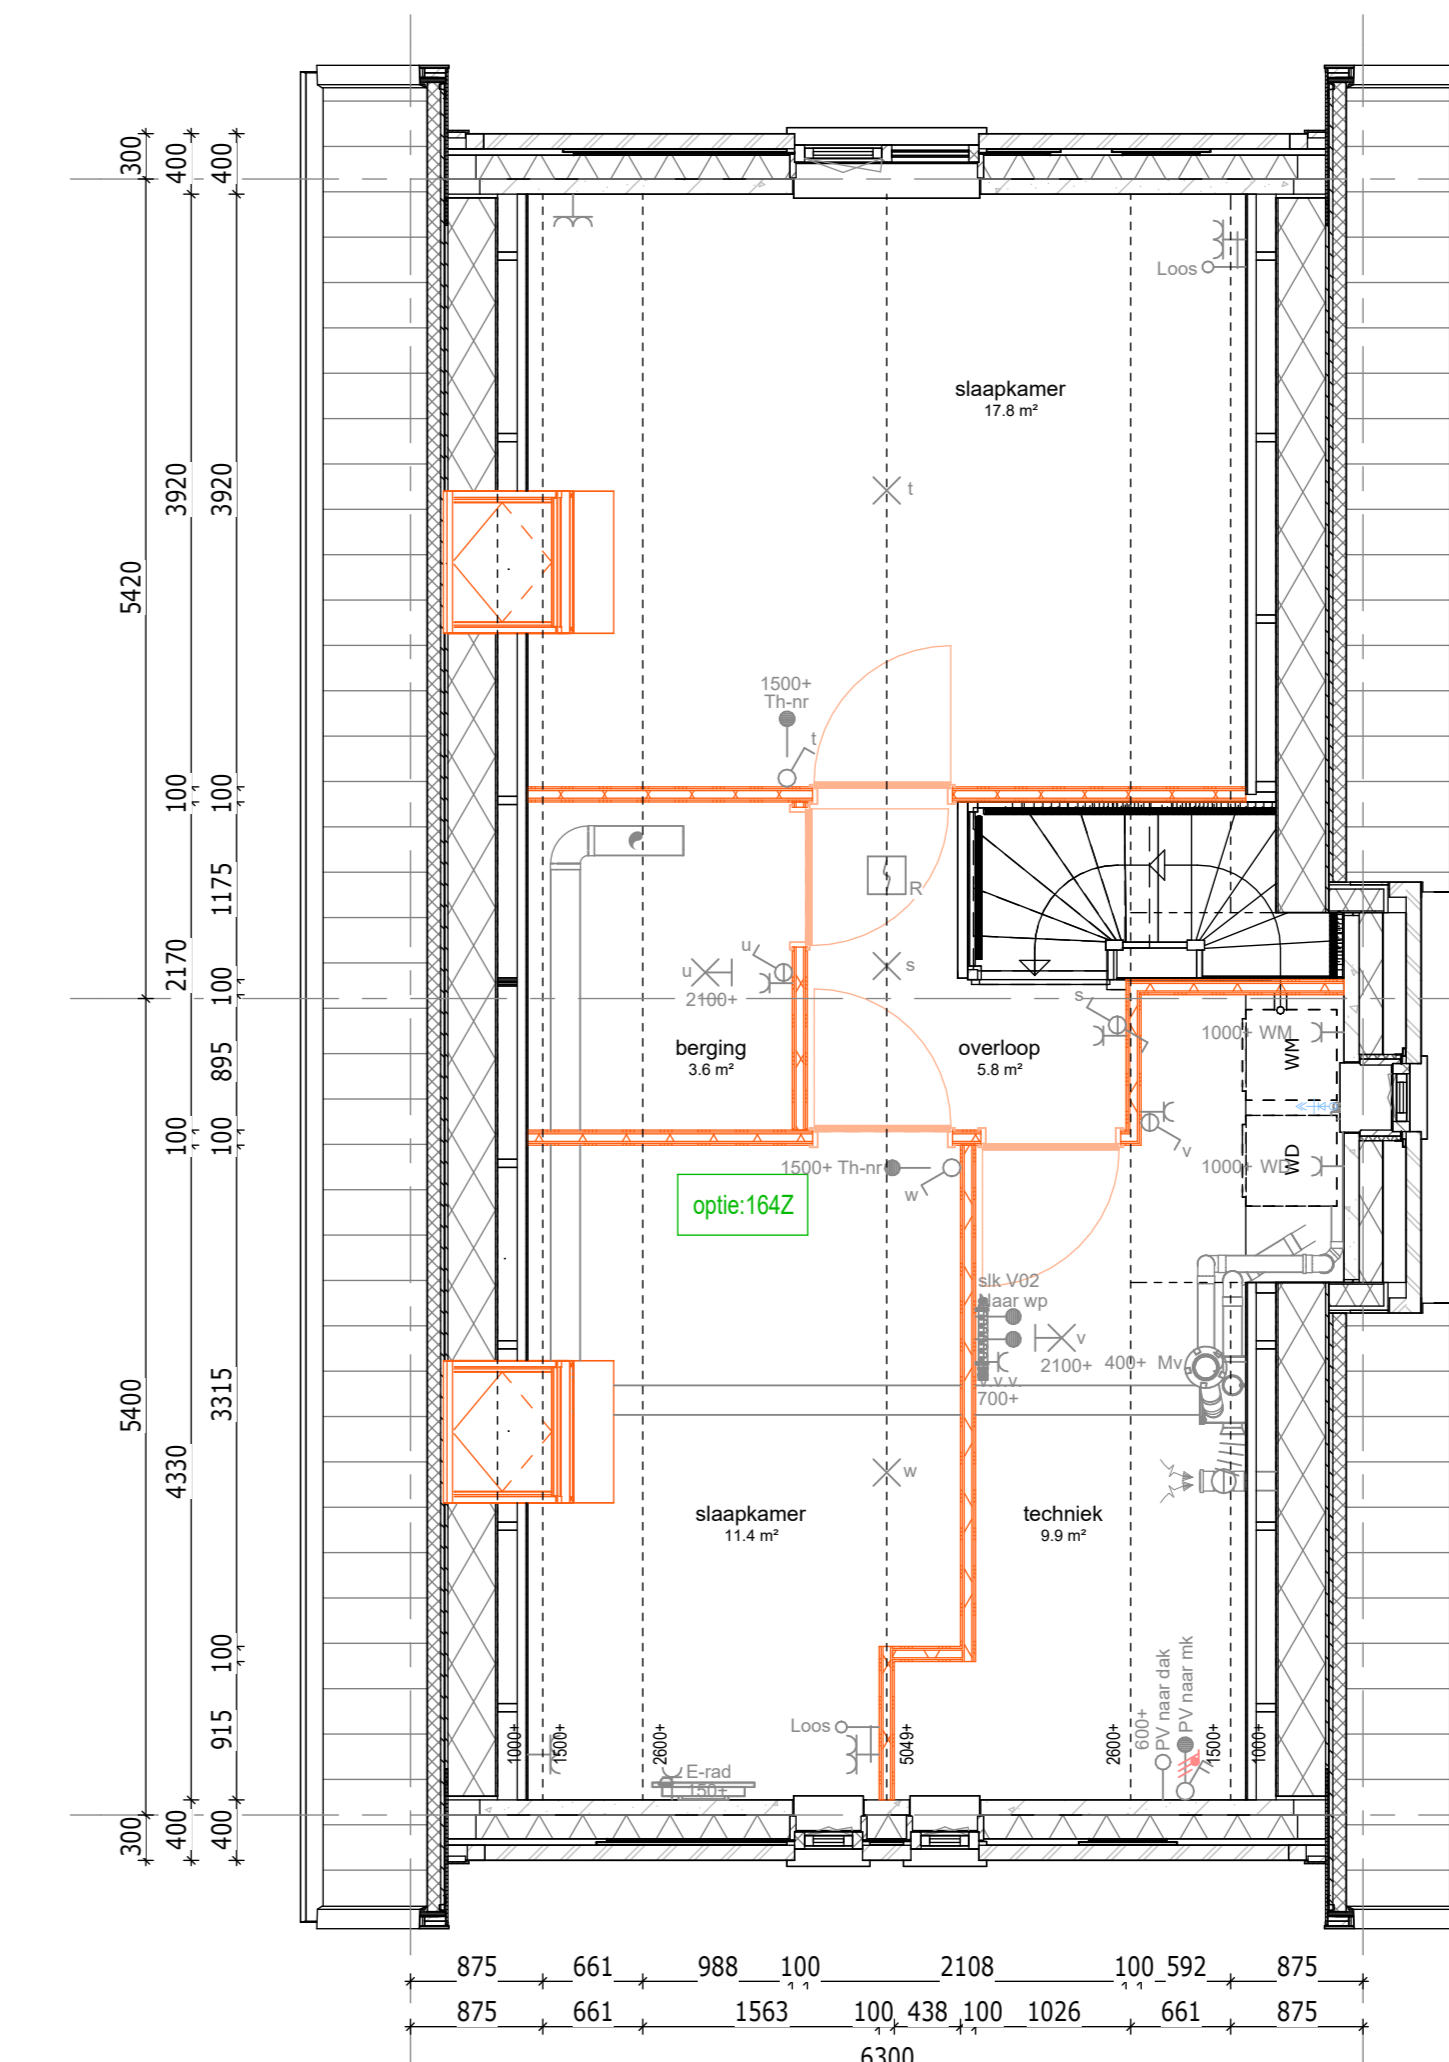 300
400
400
Loos
slaapkamer
17.8 m²
t
3920
3920
5420
1500+
Th-nr
t
100
100
1175
R
2170
u
u
s
2100+
100
s
1000+ WM
WM
berging
3.6 m²
overloop
5.8 m²
895
v
100
100
1500+ Th-nr
w
1000+ WD
WD
optie:164Z
slk V02
Naar wp
v
2100+
400+ Mv
v.v.v.
700+
3315
5400
4330
w
slaapkamer
11.4 m²
techniek
9.9 m²
100
915
Loos
1000+
1500+
2600+
5049+
2600+
600+
PV naar dak
PV naar mk
1500+
1000+
E-rad
150+
300
400
400
875 661 988 100 2108 100 592 875
875 661 1563 100 438 100 1026 661 875
6300